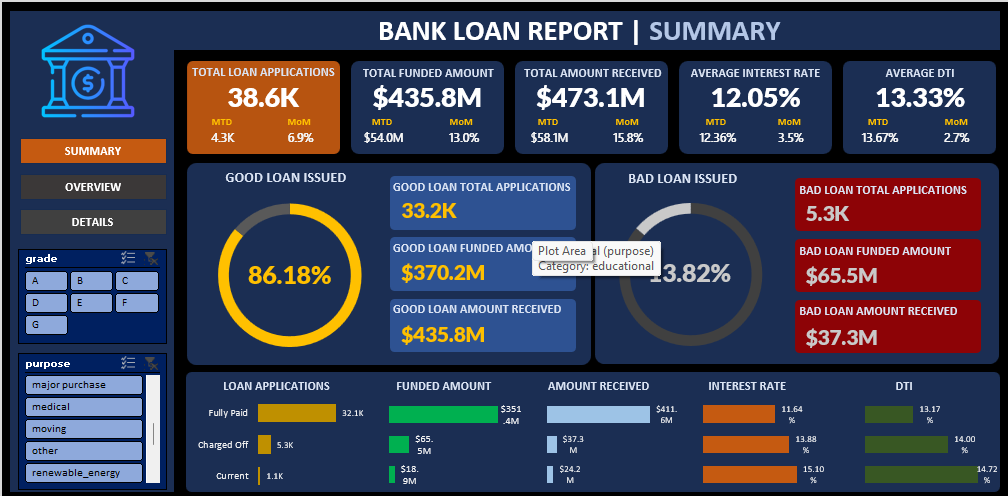 BANK LOAN REPORT | SUMMARY
TOTAL LOAN APPLICATIONS
38.6K
MTD MoM
4.3K 6.9%
TOTAL FUNDED AMOUNT
$435.8M
MTD MoM
$54.0M 13.0%
TOTAL AMOUNT RECEIVED
$473.1M
MTD MoM
$58.1M 15.8%
AVERAGE INTEREST RATE
12.05%
MTD MoM
12.36% 3.5%
AVERAGE DTI
13.33%
MTD MoM
13.67% 2.7%
SUMMARY
OVERVIEW
DETAILS
grade
A B C
D E F
G
purpose
major purchase
medical
moving
other
renewable_energy
GOOD LOAN ISSUED
86.18%
GOOD LOAN TOTAL APPLICATIONS
33.2K
GOOD LOAN FUNDED
$370.2M
GOOD LOAN AMOUNT RECEIVED
$435.8M
Plot Area (purpose)
Category: educational
BAD LOAN ISSUED
13.82%
BAD LOAN TOTAL APPLICATIONS
5.3K
BAD LOAN FUNDED AMOUNT
$65.5M
BAD LOAN AMOUNT RECEIVED
$37.3M
LOAN APPLICATIONS
Fully Paid 32.1K
Charged Off 5.3K
Current 1.1K
FUNDED AMOUNT
$351
.4M
$65.
5M
$18.
9M
AMOUNT RECEIVED
$411.
6M
$37.3
M
$24.2
M
INTEREST RATE
11.64
%
13.88
%
15.10
%
DTI
13.17
%
14.00
%
14.72
%